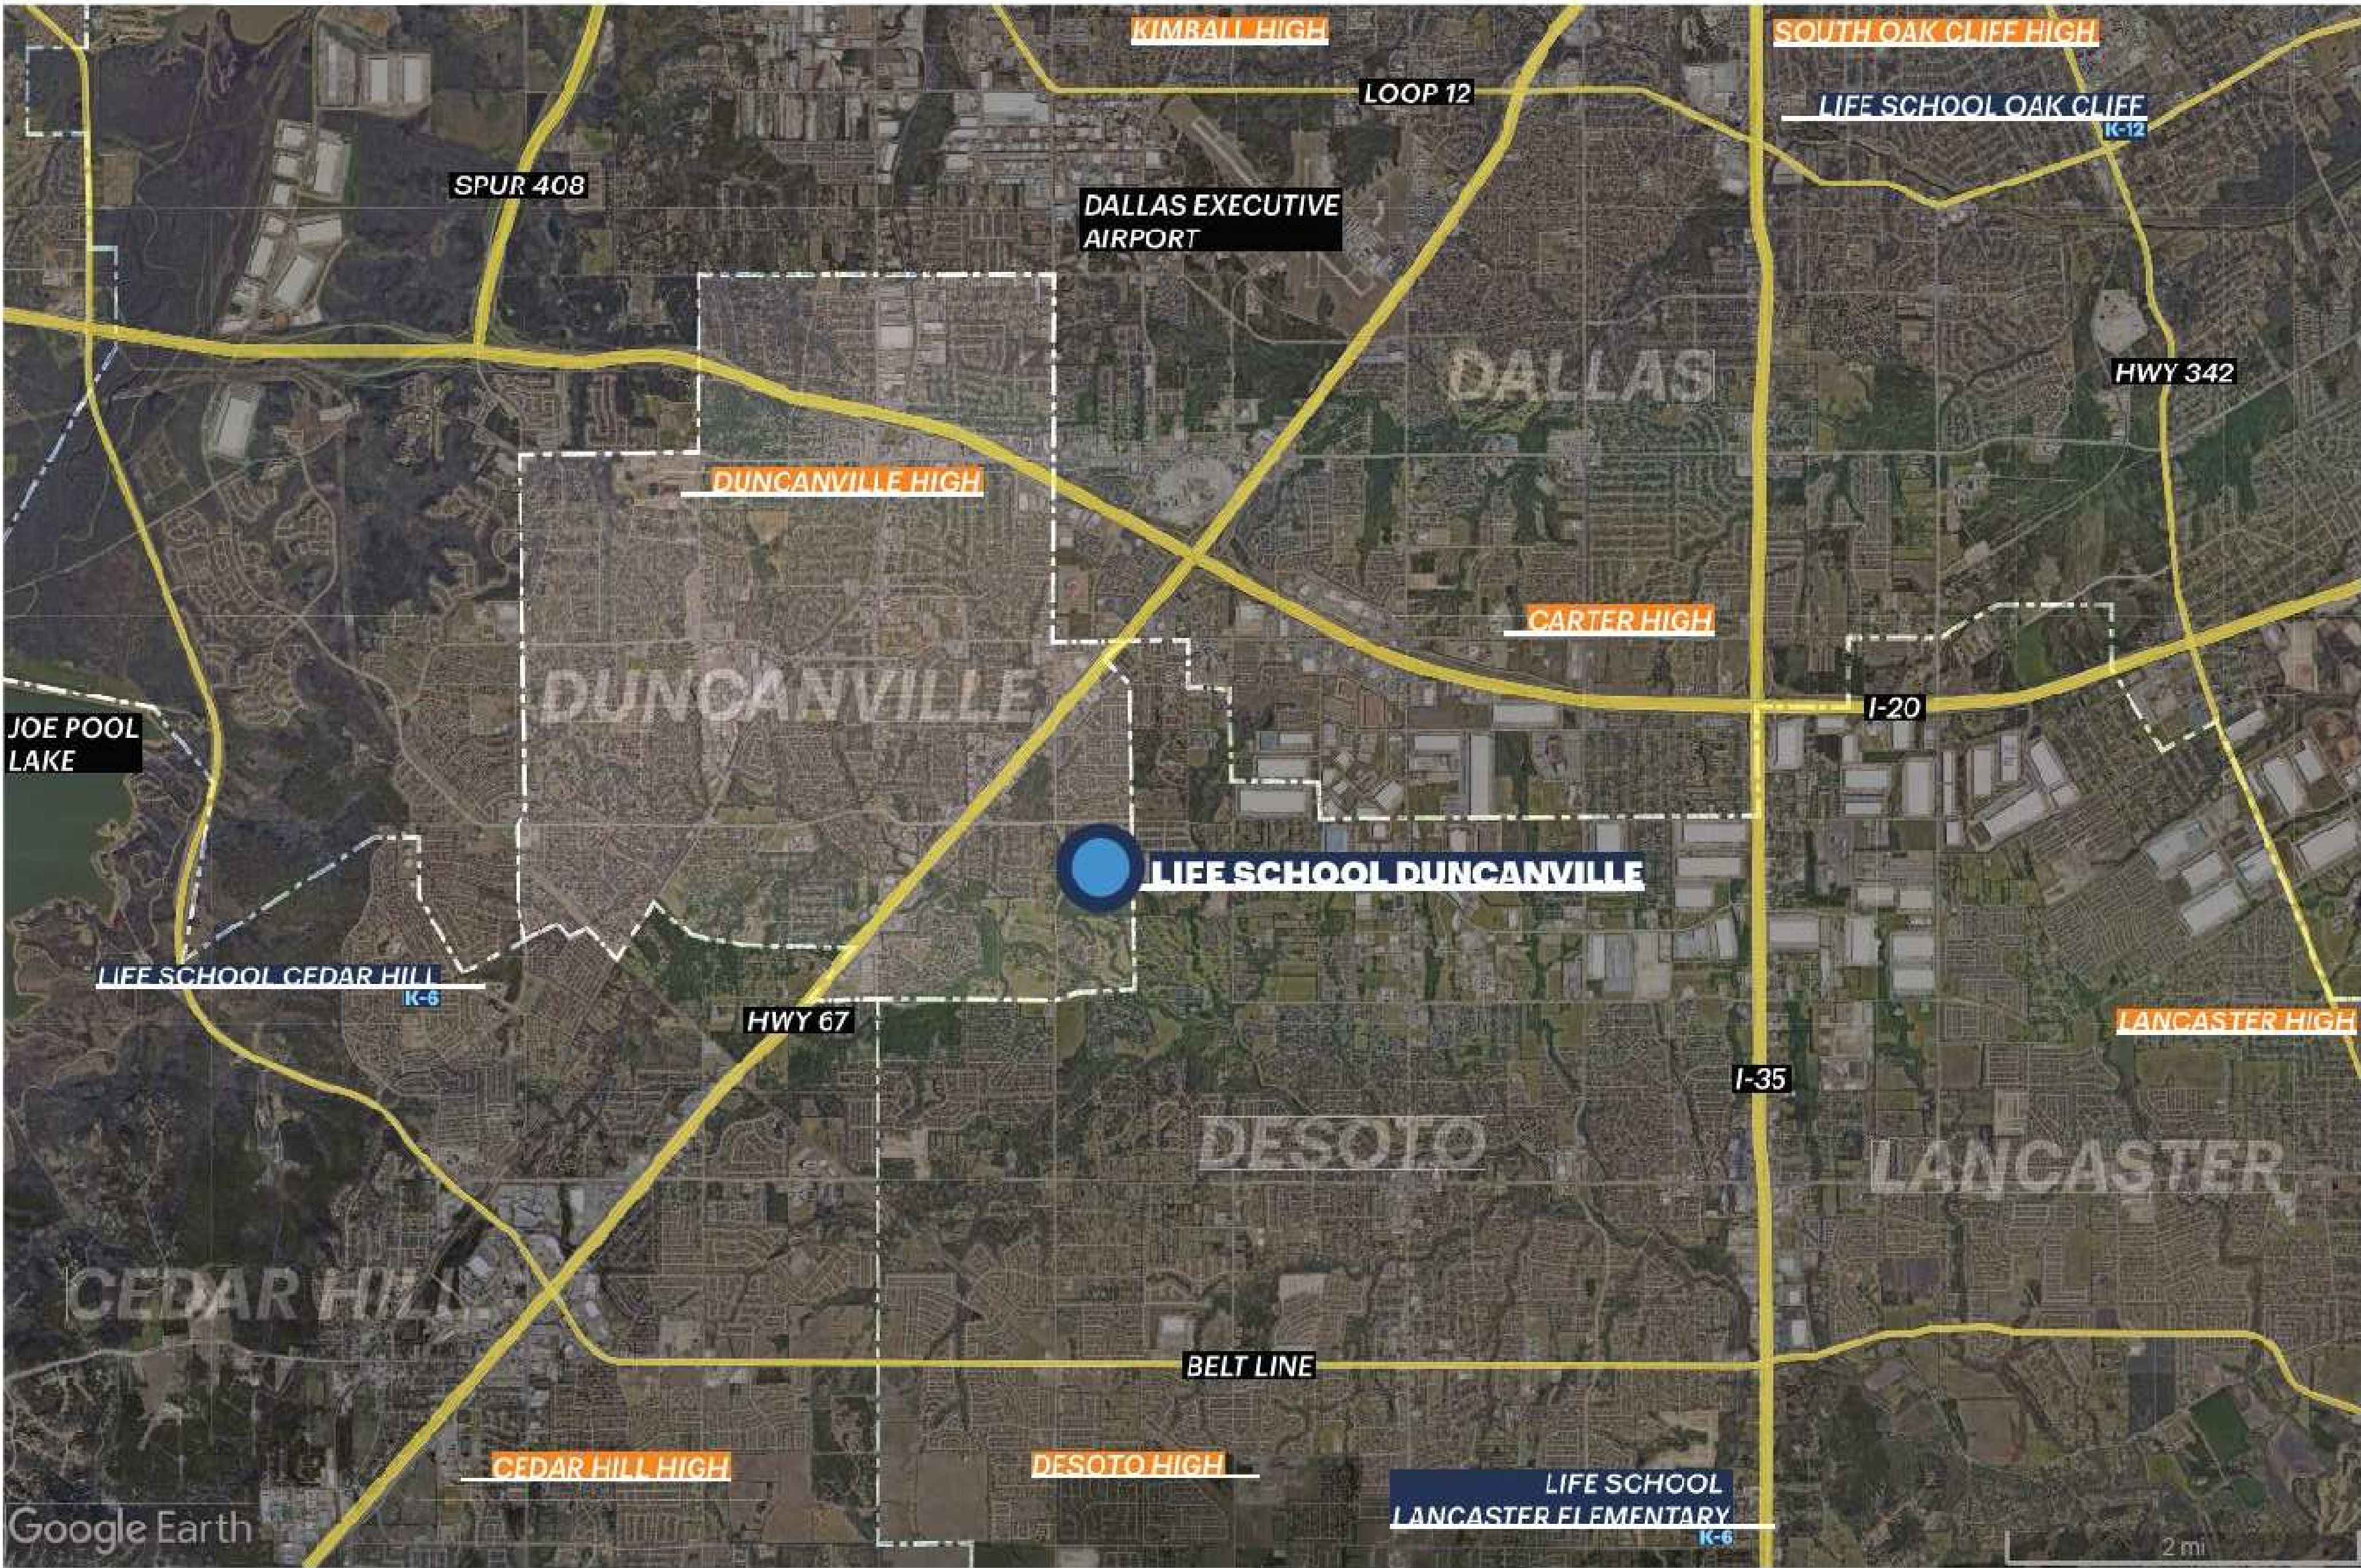 KIMBALL HIGH
SOUTH OAK CLIFF HIGH
LOOP 12
LIFE SCHOOL OAK CLIFF
K-12
SPUR 408
DALLAS EXECUTIVE
AIRPORT
DALLAS
HWY 342
DUNCANVILLE HIGH
CARTER HIGH
DUNCANVILLE
I-20
JOE POOL
LAKE
LIFE SCHOOL DUNCANVILLE
LIFE SCHOOL CEDAR HILL
K-6
HWY 67
LANCASTER HIGH
I-35
DESOTO
LANCASTER
CEDAR HILL
BELT LINE
CEDAR HILL HIGH
DESOTO HIGH
LIFE SCHOOL
LANCASTER ELEMENTARY
K-6
Google Earth
2 mi